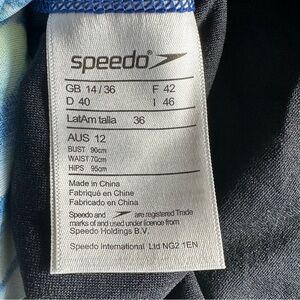 speedo
GB 14/36 F 42
D 40 I 46
LatAm talla 36
AUS 12
BUST 90cm
WAIST 70cm
HIPS 95cm
Made in China
Fabriqué en Chine
Fabricado en China
Speedo and are registered Trade
marks of and used under licence from
Speedo Holdings B.V.
Speedo International Ltd NG2 1EN